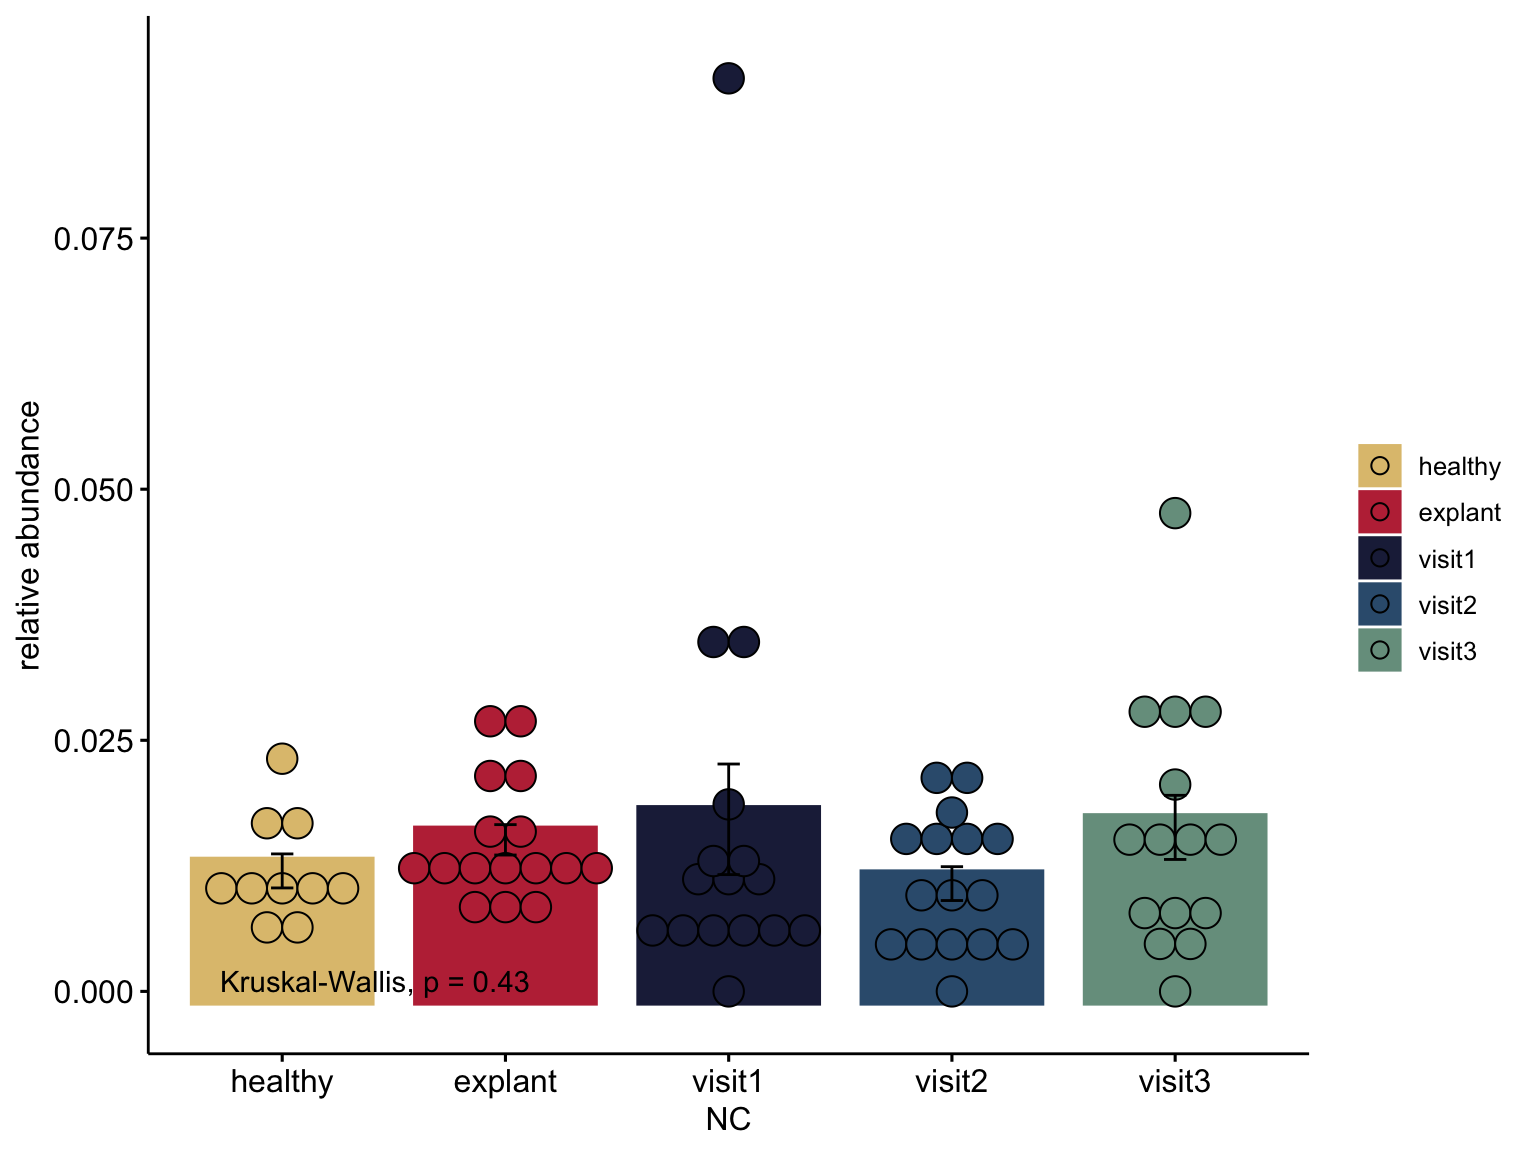 0.075
0.050
0.025
0.000
relative abundance
Kruskal-Wallis, p = 0.43
healthy
explant
visit1
visit2
visit3
NC
healthy
explant
visit1
visit2
visit3